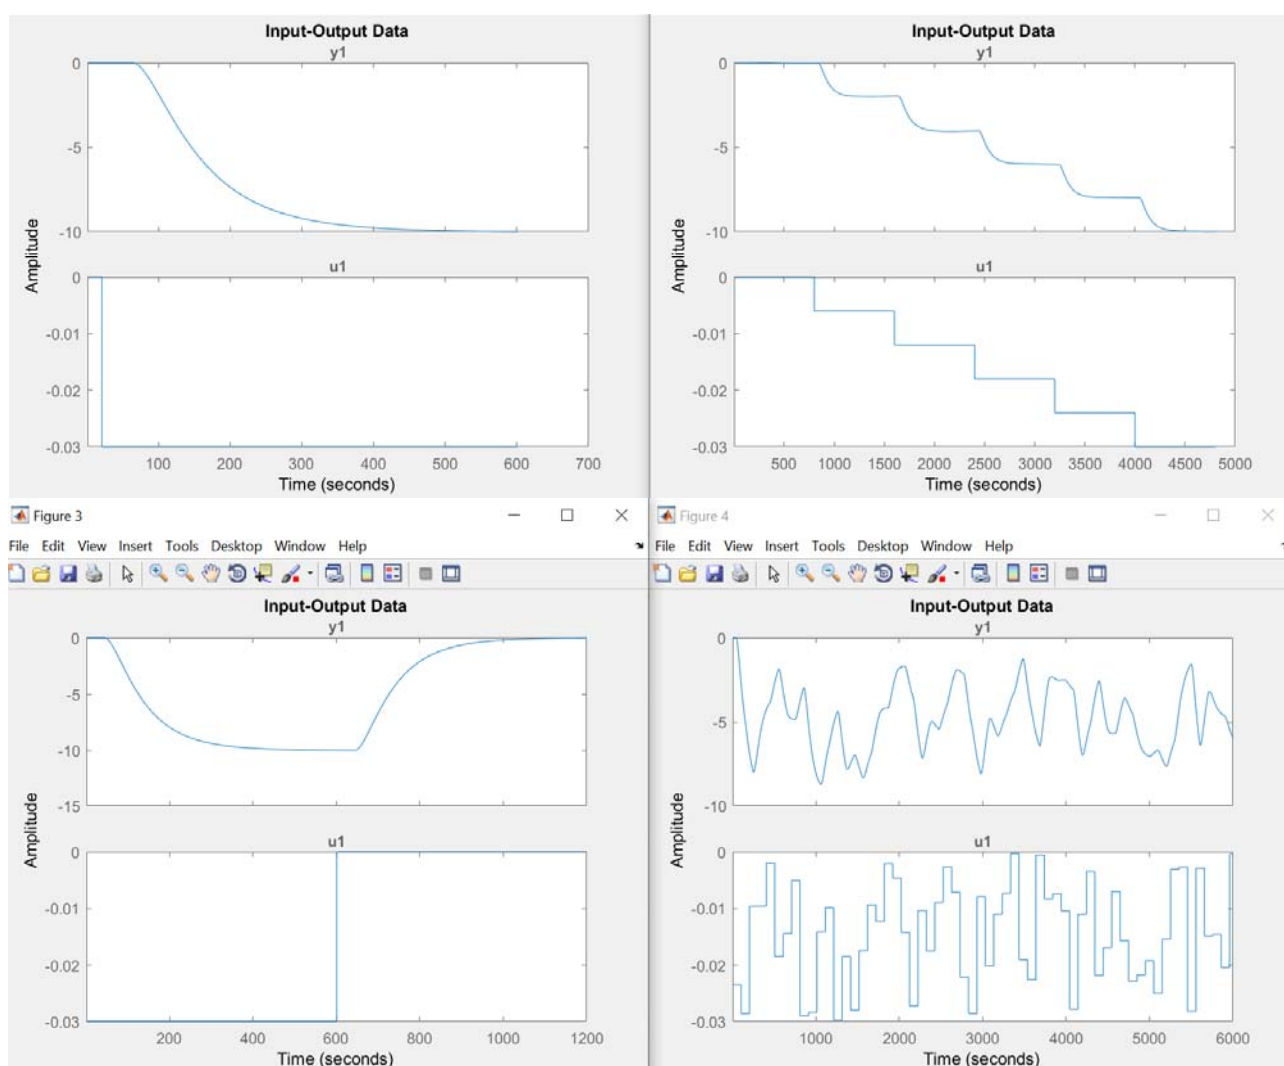 Input-Output Data
y1
0
-5
-10
Amplitude
u1
0
-0.01
-0.02
-0.03
100 200 300 400 500 600 700
Time (seconds)
Input-Output Data
y1
0
-5
-10
Amplitude
u1
0
-0.01
-0.02
-0.03
500 1000 1500 2000 2500 3000 3500 4000 4500 5000
Time (seconds)
Figure 3
File Edit View Insert Tools Desktop Window Help
Input-Output Data
y1
0
-5
-10
-15
Amplitude
u1
0
-0.01
-0.02
-0.03
200 400 600 800 1000 1200
Time (seconds)
Figure 4
File Edit View Insert Tools Desktop Window Help
Input-Output Data
y1
0
-5
-10
Amplitude
u1
0
-0.01
-0.02
-0.03
1000 2000 3000 4000 5000 6000
Time (seconds)